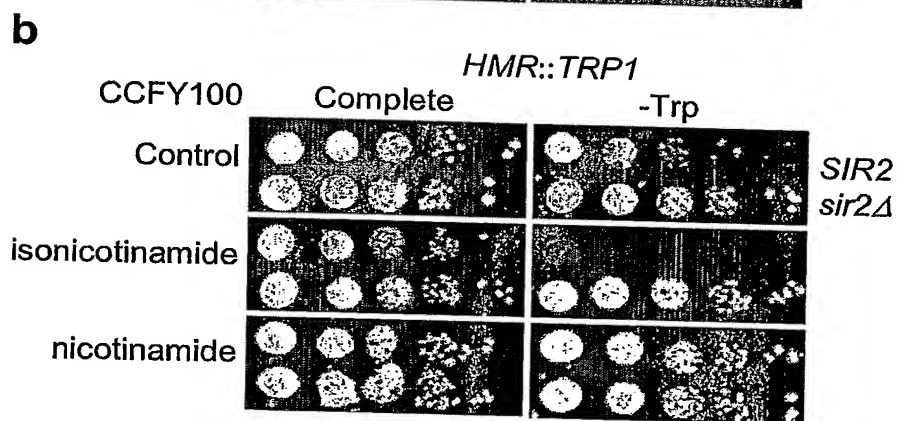 b
HMR::TRP1
CCFY100 Complete -Trp
Control SIR2
sir2Δ
isonicotinamide
nicotinamide